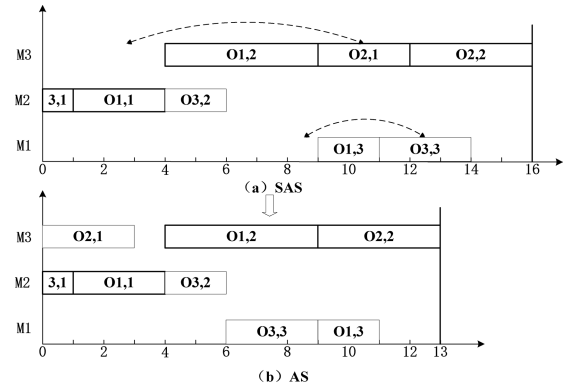 M3 O1,2 O2,1 O2,2
M2 3,1 O1,1 O3,2
M1 O1,3 O3,3
0 2 4 6 8 10 12 14 16
（a）SAS
M3 O2,1 O1,2 O2,2
M2 3,1 O1,1 O3,2
M1 O3,3 O1,3
0 2 4 6 8 10 12 13
（b）AS